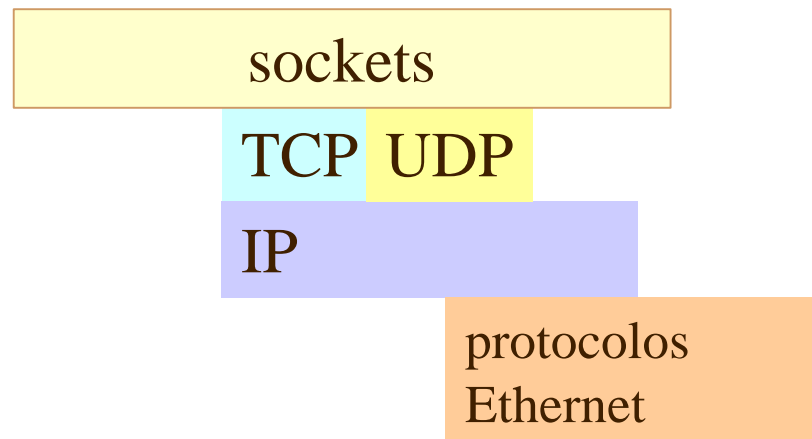 sockets
TCP UDP
IP
protocolos
Ethernet